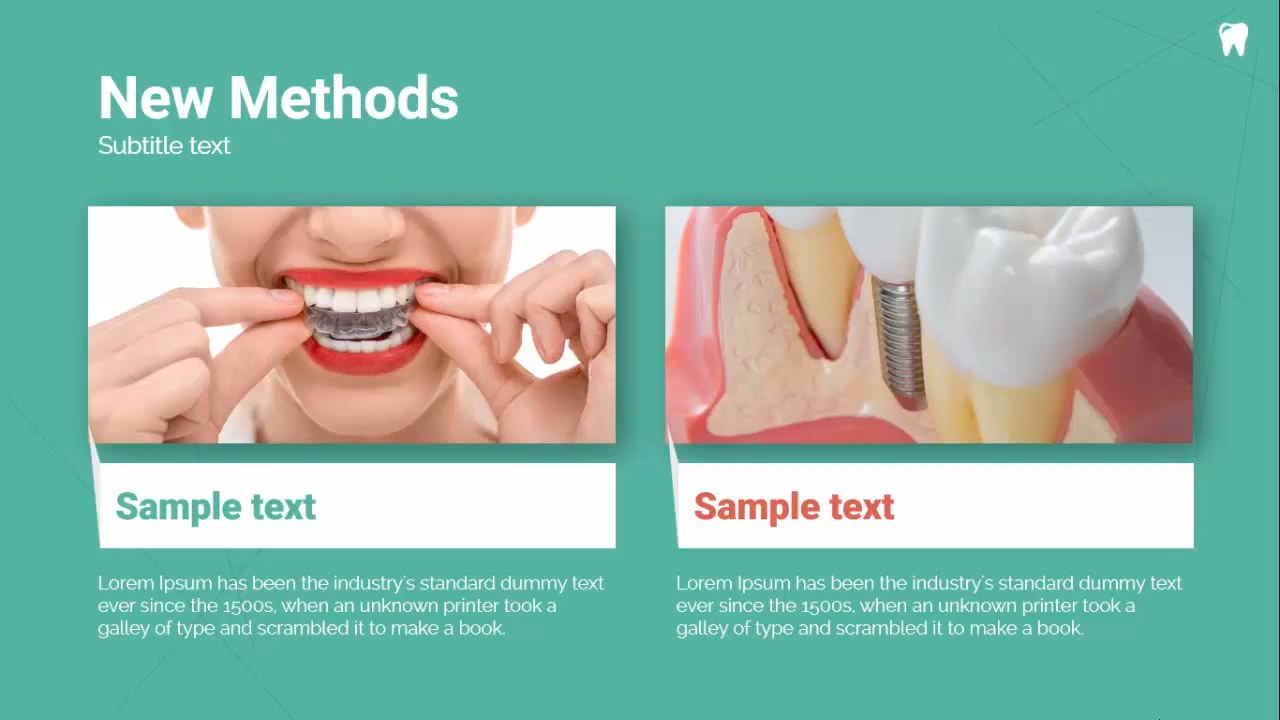 New Methods
Subtitle text
Sample text
Lorem Ipsum has been the industry's standard dummy text
ever since the 1500s, when an unknown printer took a
galley of type and scrambled it to make a book.
Sample text
Lorem Ipsum has been the industry's standard dummy text
ever since the 1500s, when an unknown printer took a
galley of type and scrambled it to make a book.